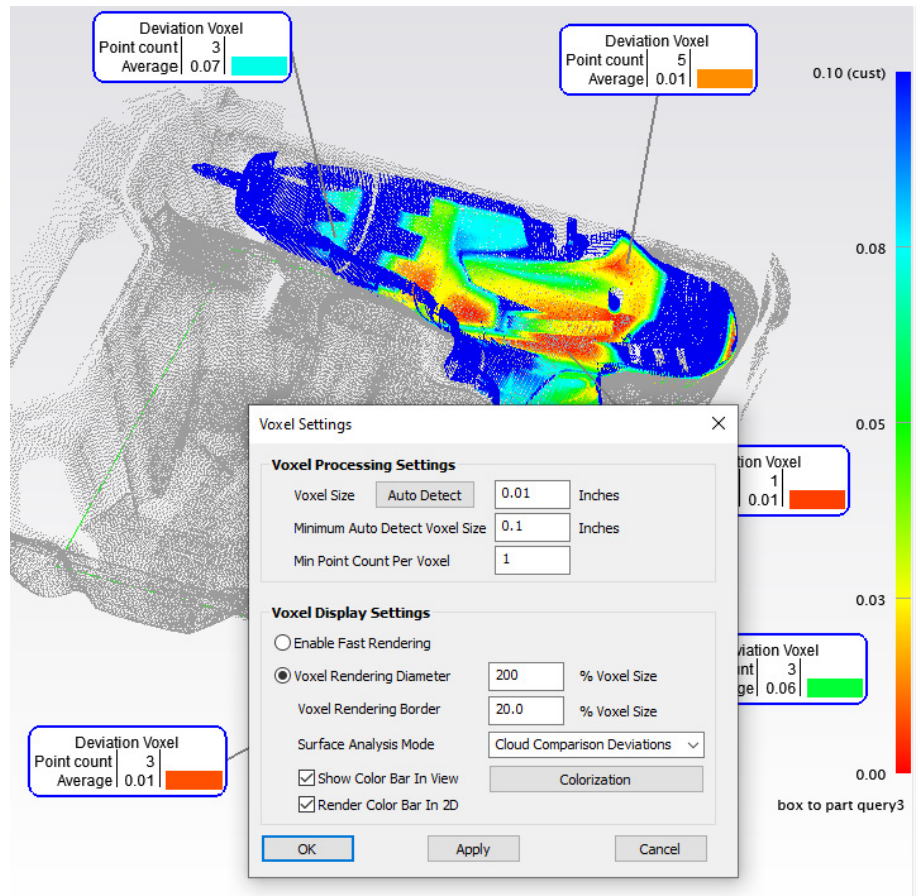 Deviation Voxel
Point count 3
Average 0.07
Deviation Voxel
Point count 5
Average 0.01
0.10 (cust)
0.08
0.05
0.03
0.00
box to part query3
Voxel Settings
Voxel Processing Settings
Voxel Size Auto Detect 0.01 Inches
Minimum Auto Detect Voxel Size 0.1 Inches
Min Point Count Per Voxel 1
Voxel Display Settings
Enable Fast Rendering
Voxel Rendering Diameter 200 % Voxel Size
Voxel Rendering Border 20.0 % Voxel Size
Surface Analysis Mode Cloud Comparison Deviations
Show Color Bar In View Colorization
Render Color Bar In 2D
OK Apply Cancel
tion Voxel
1
0.01
viation Voxel
int 3
ge 0.06
Deviation Voxel
Point count 3
Average 0.01